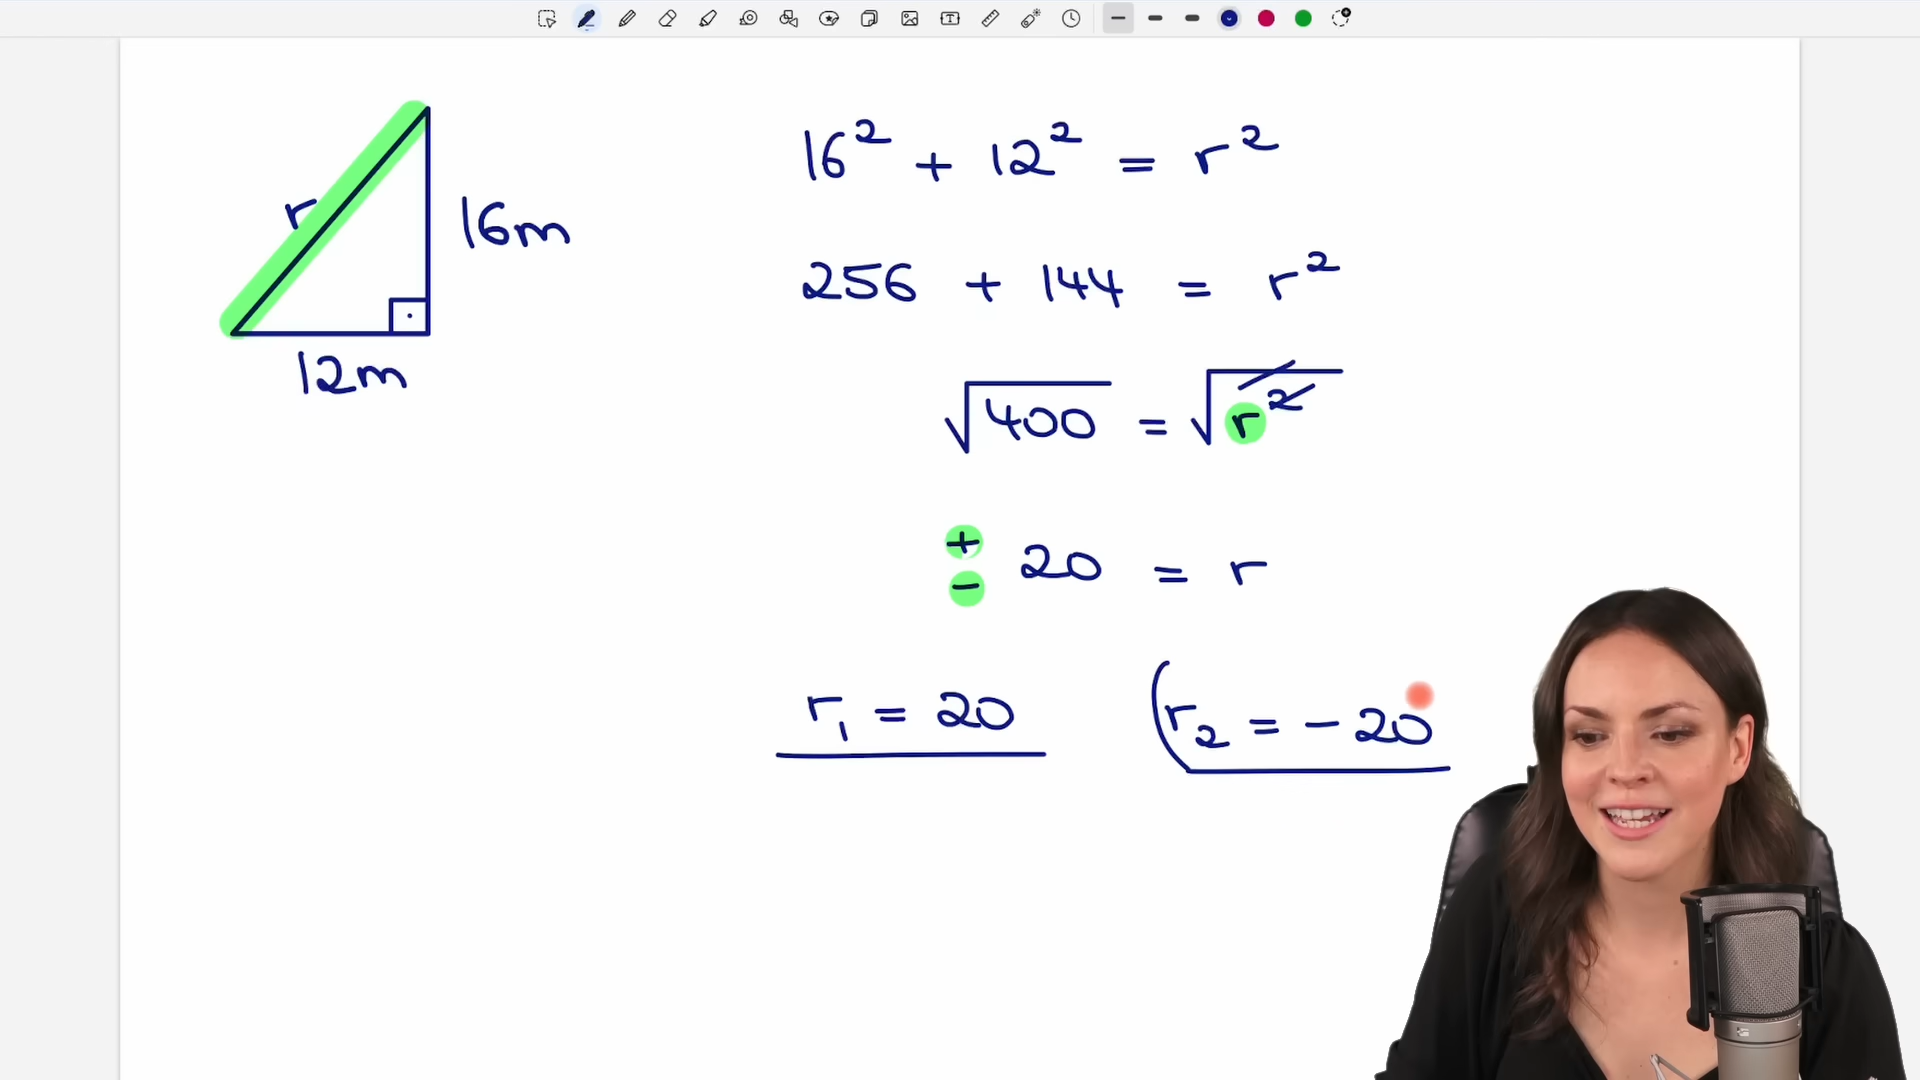 r
16m
12m
16² + 12² = r²
256 + 144 = r²
√400 = √r²
+
- 20 = r
r₁ = 20
(r₂ = -20